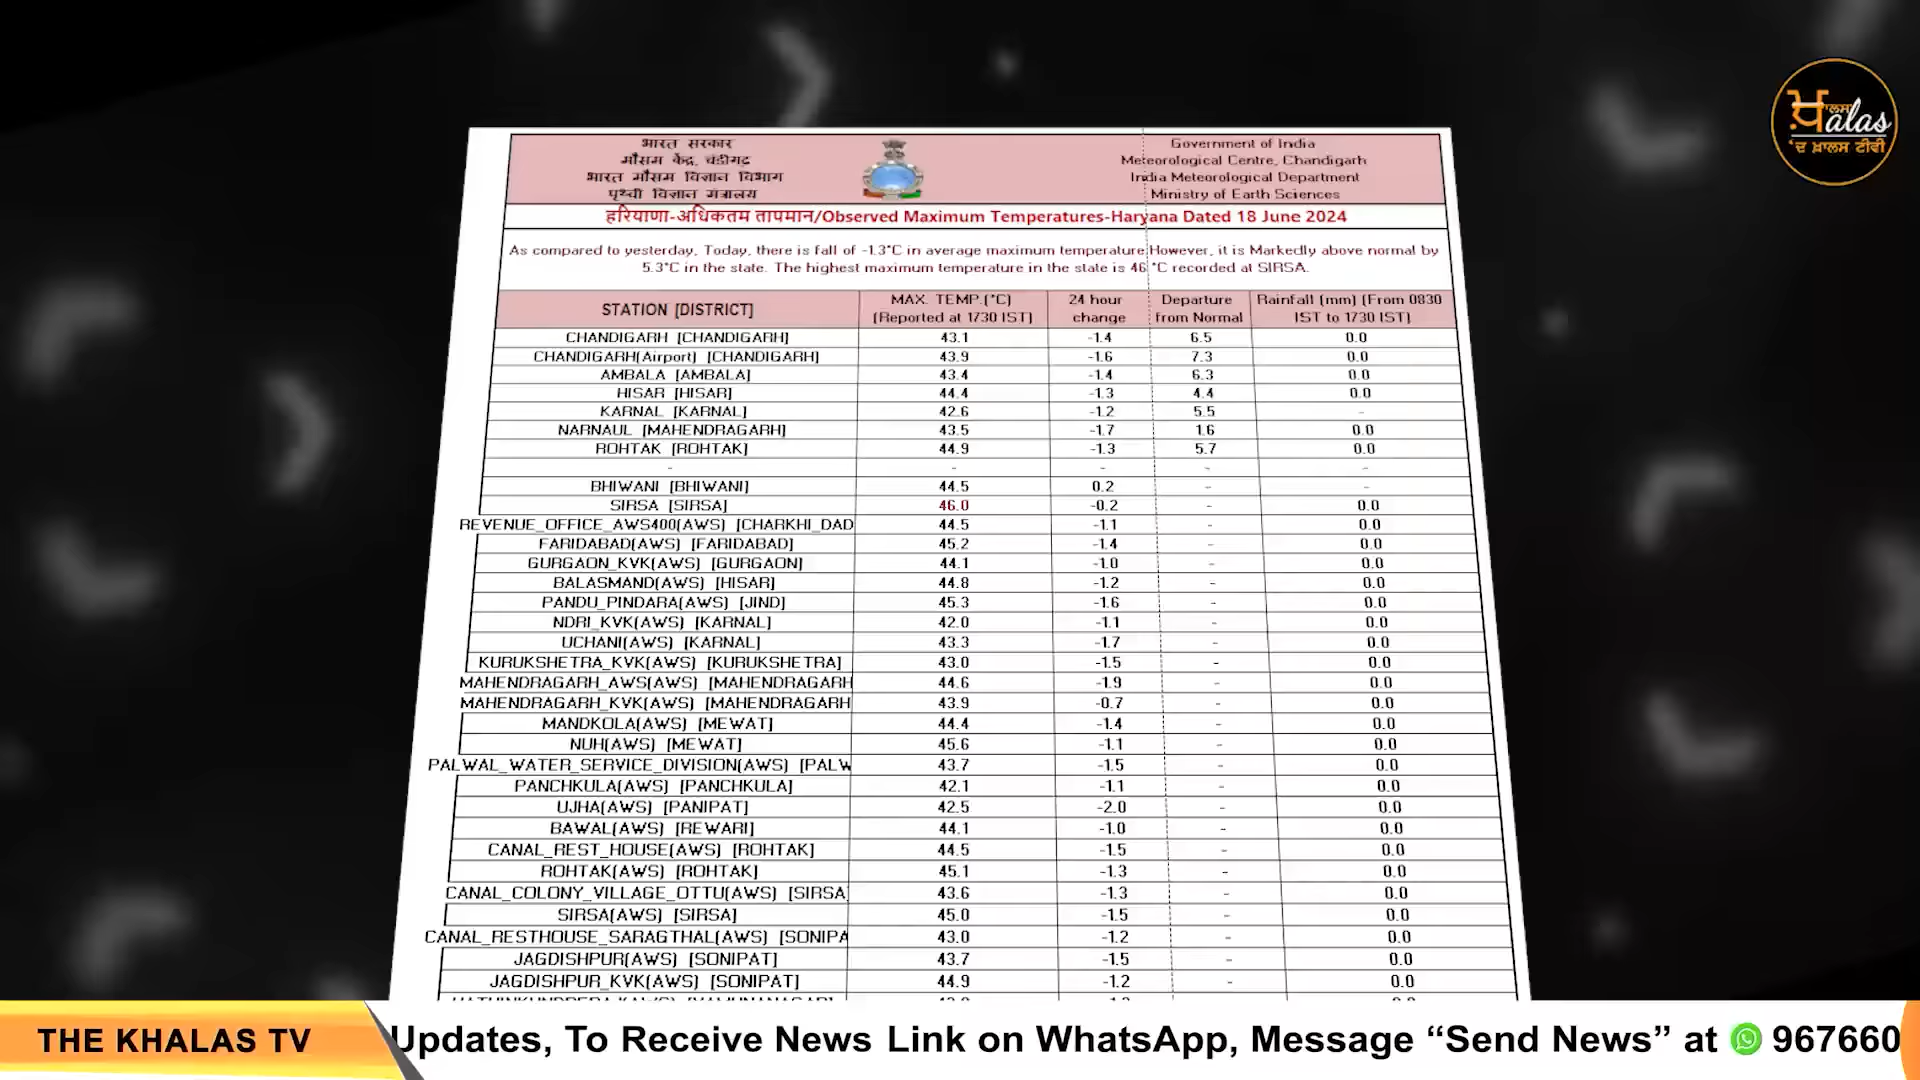 भारत सरकार
मौसम केंद्र, चंडीगढ़
भारत मौसम विज्ञान विभाग
पृथ्वी विज्ञान मंत्रालय
Government of India
Meteorological Centre, Chandigarh
India Meteorological Department
Ministry of Earth Sciences
हरियाणा-अधिकतम तापमान/Observed Maximum Temperatures-Haryana Dated 18 June 2024
As compared to yesterday, Today, there is fall of -1.3°C in average maximum temperature. However, it is Markedly above normal by
5.3°C in the state. The highest maximum temperature in the state is 46 °C recorded at SIRSA.
STATION [DISTRICT] MAX. TEMP.(°C) (Reported at 1730 IST) 24 hour change Departure from Normal Rainfall (mm) (From 0830 IST to 1730 IST)
CHANDIGARH [CHANDIGARH] 43.1 -1.4 6.5 0.0
CHANDIGARH(Airport) [CHANDIGARH] 43.9 -1.6 7.3 0.0
AMBALA [AMBALA] 43.4 -1.4 6.3 0.0
HISAR [HISAR] 44.4 -1.3 4.4 0.0
KARNAL [KARNAL] 42.6 -1.2 5.5 -
NARNAUL [MAHENDRAGARH] 43.5 -1.7 1.6 0.0
ROHTAK [ROHTAK] 44.9 -1.3 5.7 0.0
- - - - -
BHIWANI [BHIWANI] 44.5 0.2 - -
SIRSA [SIRSA] 46.0 -0.2 - 0.0
REVENUE_OFFICE_AWS400(AWS) [CHARKHI_DAD 44.5 -1.1 - 0.0
FARIDABAD(AWS) [FARIDABAD] 45.2 -1.4 - 0.0
GURGAON_KVK(AWS) [GURGAON] 44.1 -1.0 - 0.0
BALASMAND(AWS) [HISAR] 44.8 -1.2 - 0.0
PANDU_PINDARA(AWS) [JIND] 45.3 -1.6 - 0.0
NDRI_KVK(AWS) [KARNAL] 42.0 -1.1 - 0.0
UCHANI(AWS) [KARNAL] 43.3 -1.7 - 0.0
KURUKSHETRA_KVK(AWS) [KURUKSHETRA] 43.0 -1.5 - 0.0
MAHENDRAGARH_AWS(AWS) [MAHENDRAGARH 44.6 -1.9 - 0.0
MAHENDRAGARH_KVK(AWS) [MAHENDRAGARH 43.9 -0.7 - 0.0
MANDKOLA(AWS) [MEWAT] 44.4 -1.4 - 0.0
NUH(AWS) [MEWAT] 45.6 -1.1 - 0.0
PALWAL_WATER_SERVICE_DIVISION(AWS) [PALW 43.7 -1.5 - 0.0
PANCHKULA(AWS) [PANCHKULA] 42.1 -1.1 - 0.0
UJHA(AWS) [PANIPAT] 42.5 -2.0 - 0.0
BAWAL(AWS) [REWARI] 44.1 -1.0 - 0.0
CANAL_REST_HOUSE(AWS) [ROHTAK] 44.5 -1.5 - 0.0
ROHTAK(AWS) [ROHTAK] 45.1 -1.3 - 0.0
CANAL_COLONY_VILLAGE_OTTU(AWS) [SIRSA] 43.6 -1.3 - 0.0
SIRSA(AWS) [SIRSA] 45.0 -1.5 - 0.0
CANAL_RESTHOUSE_SARAGTHAL(AWS) [SONIPA 43.0 -1.2 - 0.0
JAGDISHPUR(AWS) [SONIPAT] 43.7 -1.5 - 0.0
JAGDISHPUR_KVK(AWS) [SONIPAT] 44.9 -1.2 - 0.0
ਖ਼ਾਲਸ alas
'ਦ ਖ਼ਾਲਸ ਟੀਵੀ
THE KHALAS TV
Updates, To Receive News Link on WhatsApp, Message “Send News” at 967660